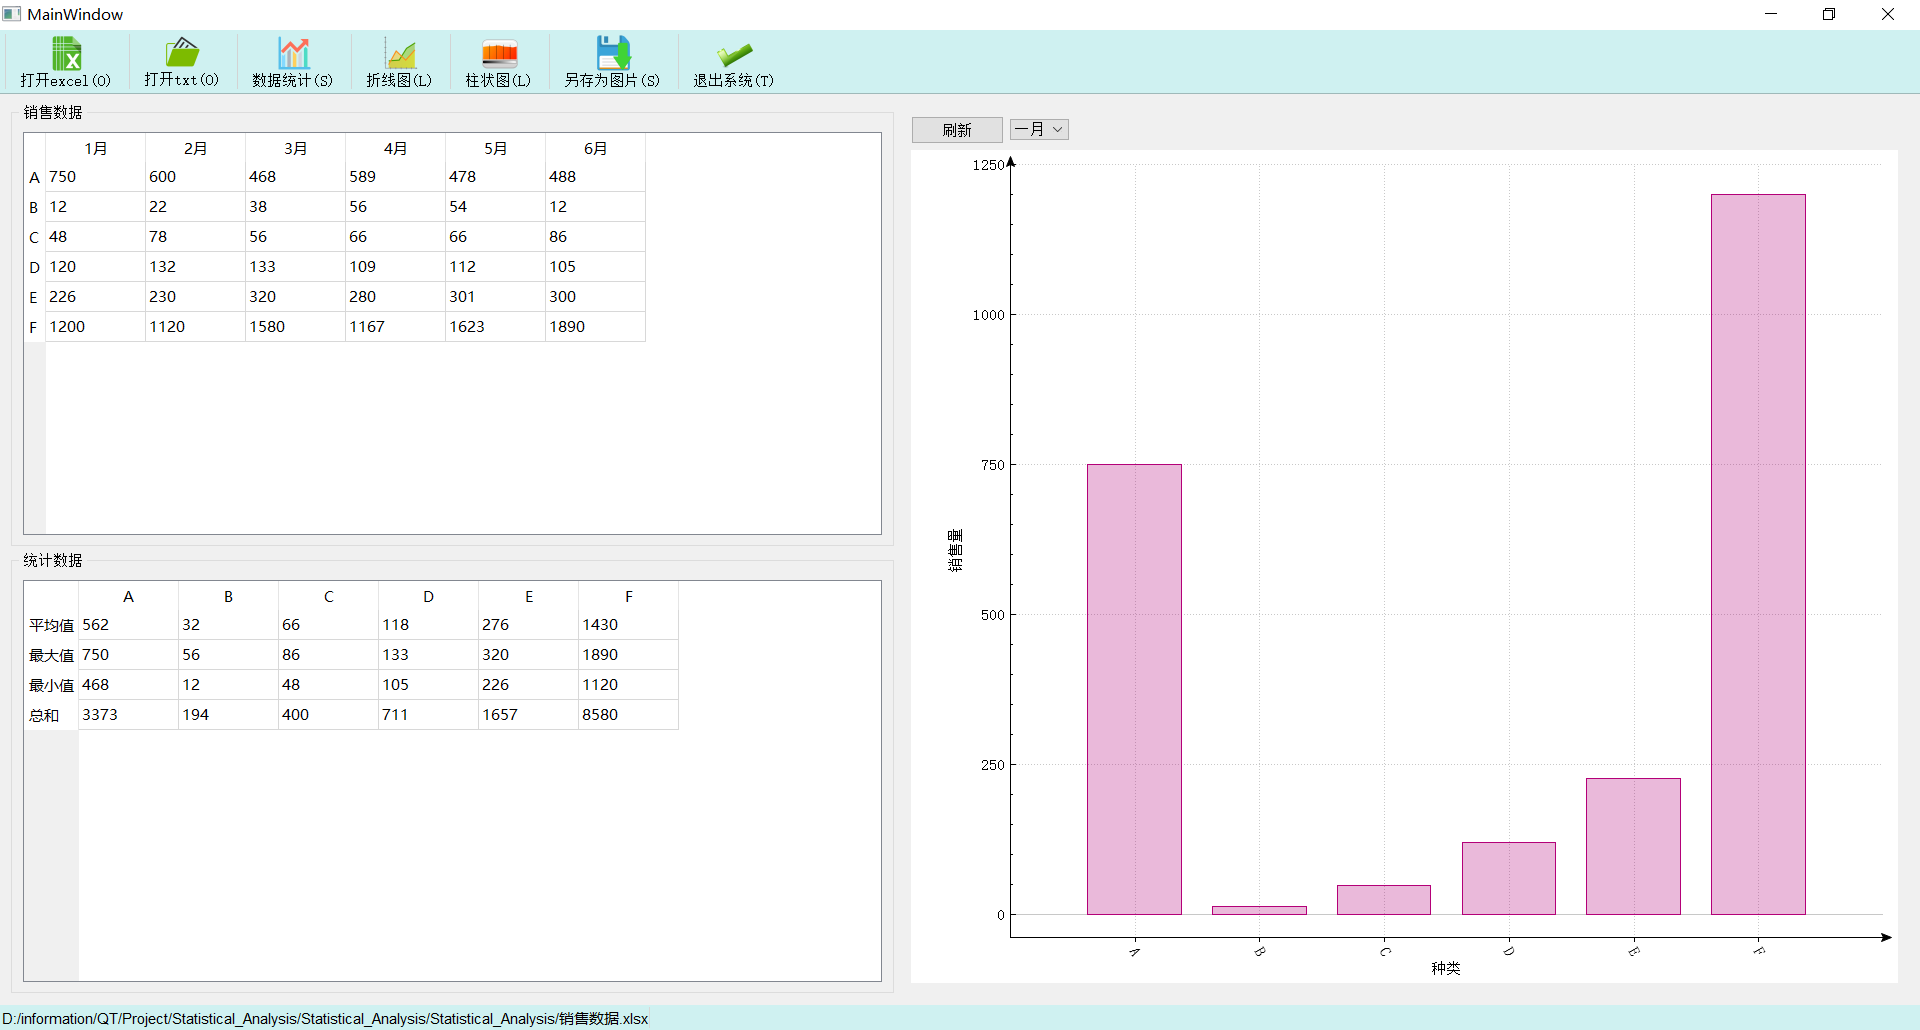 MainWindow
打开excel(O) 打开txt(O) 数据统计(S) 折线图(L) 柱状图(L) 另存为图片(S) 退出系统(T)
销售数据
1月 2月 3月 4月 5月 6月
A 750 600 468 589 478 488
B 12 22 38 56 54 12
C 48 78 56 66 66 86
D 120 132 133 109 112 105
E 226 230 320 280 301 300
F 1200 1120 1580 1167 1623 1890
统计数据
A B C D E F
平均值 562 32 66 118 276 1430
最大值 750 56 86 133 320 1890
最小值 468 12 48 105 226 1120
总和 3373 194 400 711 1657 8580
刷新 一月
1250
1000
750
500
250
0
销售量
A B C D E F
种类
D:/information/QT/Project/Statistical_Analysis/Statistical_Analysis/Statistical_Analysis/销售数据.xlsx